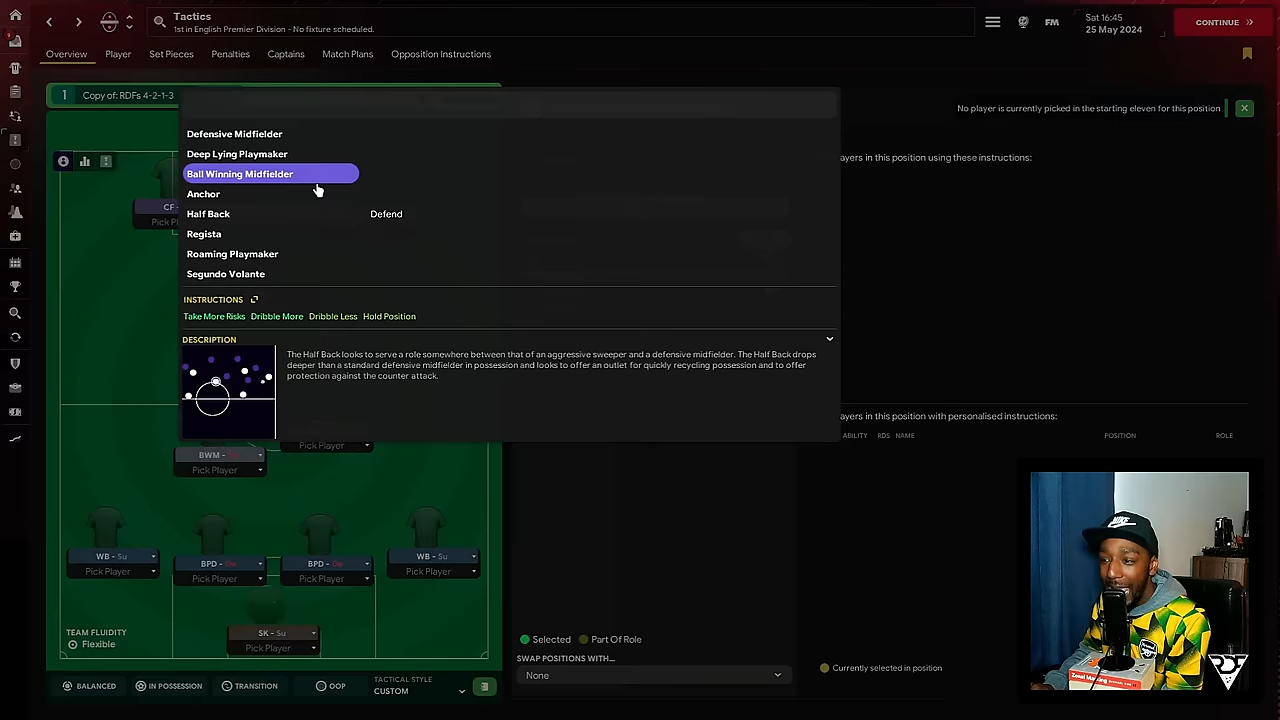 Tactics
1st in English Premier Division - No fixture scheduled.
FM
Sat 16:45
25 May 2024
CONTINUE
Overview
Player
Set Pieces
Penalties
Captains
Match Plans
Opposition Instructions
1
Copy of: RDFs 4-2-1-3
No player is currently picked in the starting eleven for this position
Defensive Midfielder
Deep Lying Playmaker
ayers in this position using these instructions:
Ball Winning Midfielder
Anchor
CF -
Half Back
Defend
Pick Pl
Regista
Roaming Playmaker
Segundo Volante
INSTRUCTIONS
Take More Risks Dribble More Dribble Less Hold Position
DESCRIPTION
The Half Back looks to serve a role somewhere between that of an aggressive sweeper and a defensive midfielder. The Half Back drops
deeper than a standard defensive midfielder in possession and looks to offer an outlet for quickly recycling possession and to offer
protection against the counter attack.
ayers in this position with personalised instructions:
ABILITY
RDS
NAME
POSITION
ROLE
Pick Player
BWM - De
Pick Player
WB - Su
Pick Player
BPD - De
Pick Player
BPD - De
Pick Player
WB - Su
Pick Player
SK - Su
Pick Player
TEAM FLUIDITY
Flexible
Selected
Part Of Role
SWAP POSITIONS WITH...
None
Currently selected in position
BALANCED
IN POSSESSION
TRANSITION
OOP
TACTICAL STYLE
CUSTOM
Zonal Marking